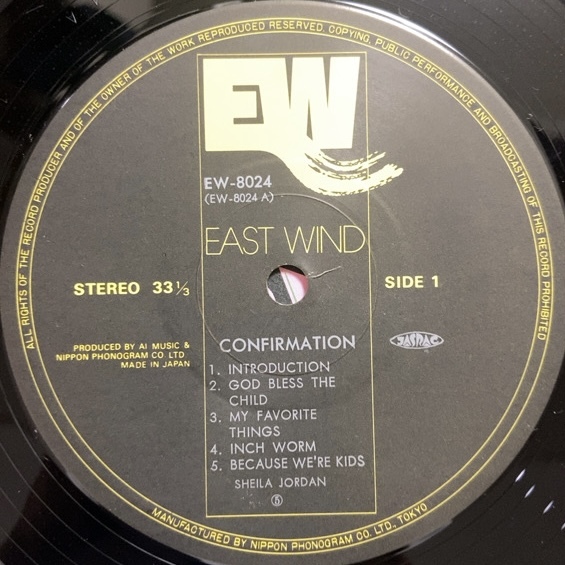 ALL RIGHTS OF THE RECORD PRODUCER AND OF THE OWNER OF THE WORK REPRODUCED RESERVED. COPYING, PUBLIC PERFORMANCE AND BROADCASTING OF THIS RECORD PROHIBITED
EW
EW-8024
(EW-8024 A)
EAST WIND
STEREO 33⅓
SIDE 1
PRODUCED BY AI MUSIC &
NIPPON PHONOGRAM CO. LTD
MADE IN JAPAN
JASRAC
CONFIRMATION
1. INTRODUCTION
2. GOD BLESS THE
CHILD
3. MY FAVORITE
THINGS
4. INCH WORM
5. BECAUSE WE'RE KIDS
SHEILA JORDAN
MANUFACTURED BY NIPPON PHONOGRAM CO. LTD., TOKYO